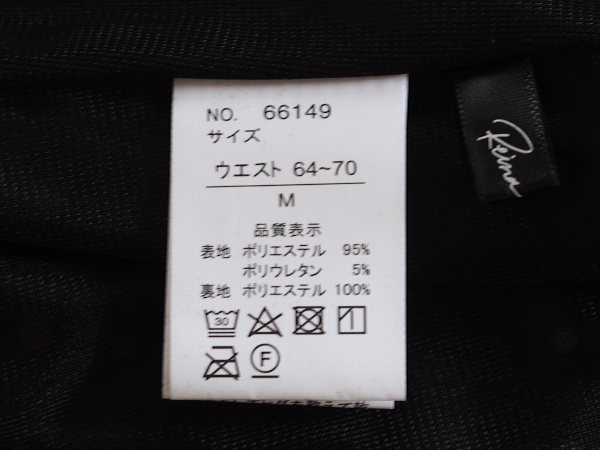 NO. 66149
サイズ
ウエスト 64~70
M
品質表示
表地 ポリエステル 95%
ポリウレタン 5%
裏地 ポリエステル 100%
30
F
Reina